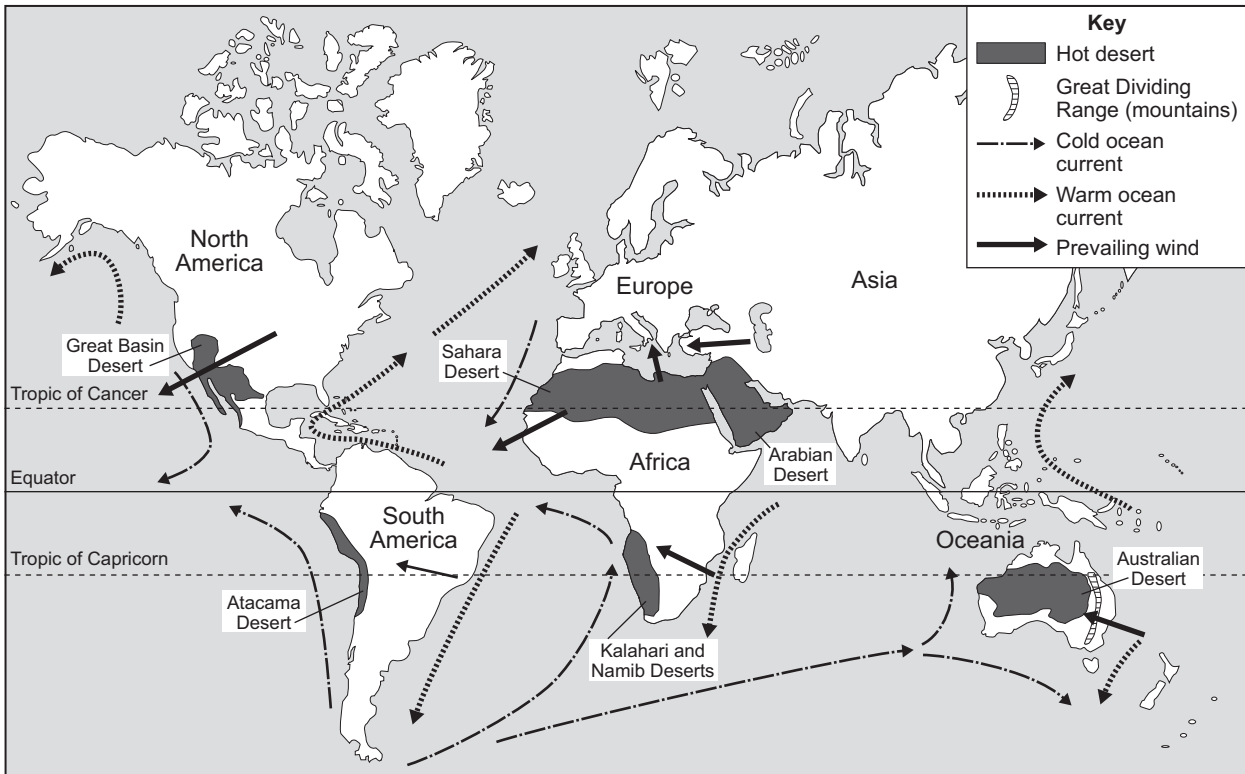 Key
Hot desert
Great Dividing
Range (mountains)
Cold ocean
current
Warm ocean
current
Prevailing wind
North
America
Europe
Asia
Great Basin
Desert
Sahara
Desert
Tropic of Cancer
Africa
Arabian
Desert
Equator
South
America
Oceania
Tropic of Capricorn
Australian
Desert
Atacama
Desert
Kalahari and
Namib Deserts